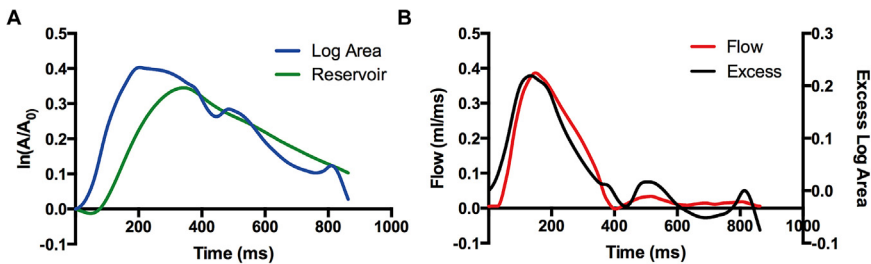 A
0.5
0.4
0.3
0.2
0.1
0.0
-0.1
ln(A/A0)
200 400 600 800 1000
Time (ms)
Log Area
Reservoir
B
0.5
0.4
0.3
0.2
0.1
0.0
-0.1
Flow (ml/ms)
200 400 600 800 1000
Time (ms)
Flow
Excess
0.3
0.2
0.1
0.0
-0.1
Excess Log Area